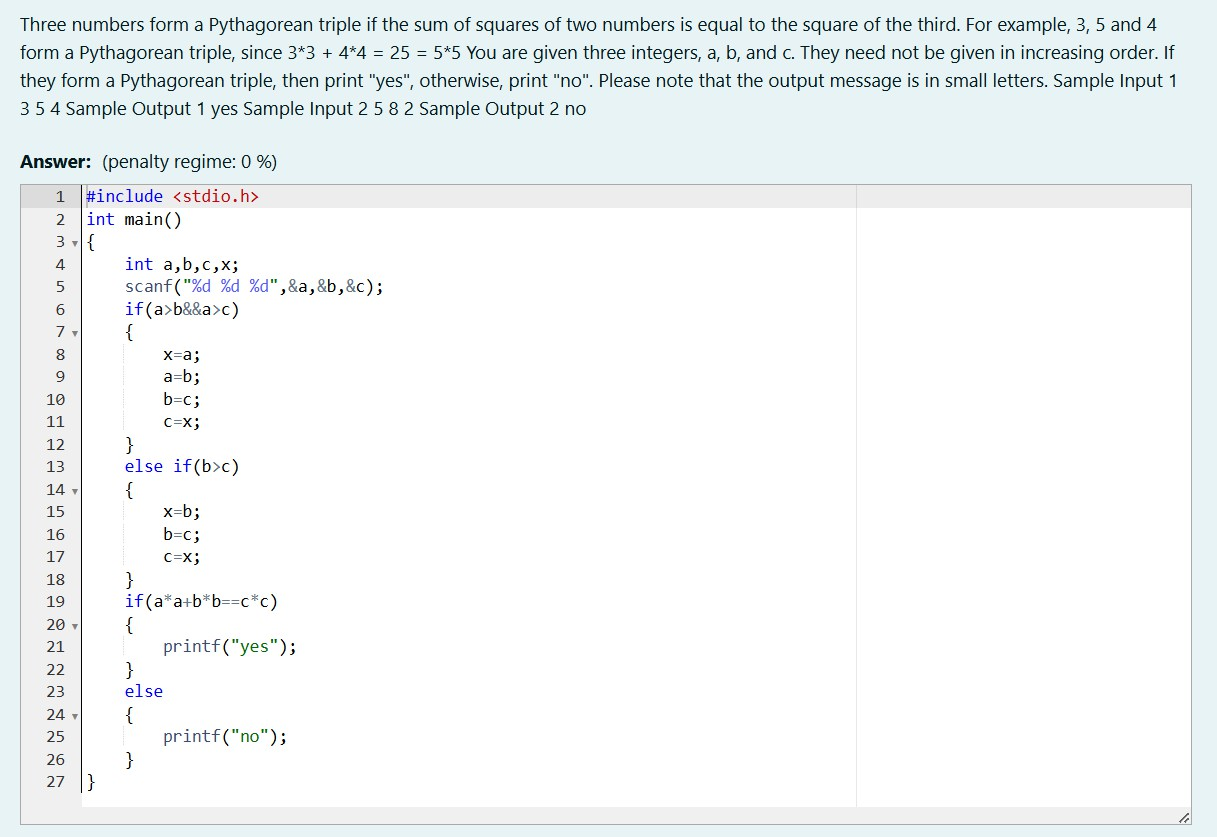 Three numbers form a Pythagorean triple if the sum of squares of two numbers is equal to the square of the third. For example, 3, 5 and 4
form a Pythagorean triple, since 3*3 + 4*4 = 25 = 5*5 You are given three integers, a, b, and c. They need not be given in increasing order. If
they form a Pythagorean triple, then print "yes", otherwise, print "no". Please note that the output message is in small letters. Sample Input 1
3 5 4 Sample Output 1 yes Sample Input 2 5 8 2 Sample Output 2 no
Answer: (penalty regime: 0 %)
1 #include <stdio.h>
2 int main()
3 {
4     int a,b,c,x;
5     scanf("%d %d %d",&a,&b,&c);
6     if(a>b&&a>c)
7     {
8         x=a;
9         a=b;
10         b=c;
11         c=x;
12     }
13     else if(b>c)
14     {
15         x=b;
16         b=c;
17         c=x;
18     }
19     if(a*a+b*b==c*c)
20     {
21         printf("yes");
22     }
23     else
24     {
25         printf("no");
26     }
27 }